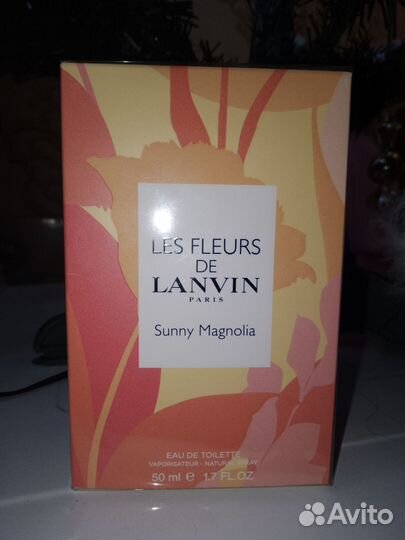 LES FLEURS
DE
LANVIN
PARIS
Sunny Magnolia
EAU DE TOILETTE
VAPORISATEUR - NATURAL SPRAY
50 ml e 1.7 FL.OZ
Avito